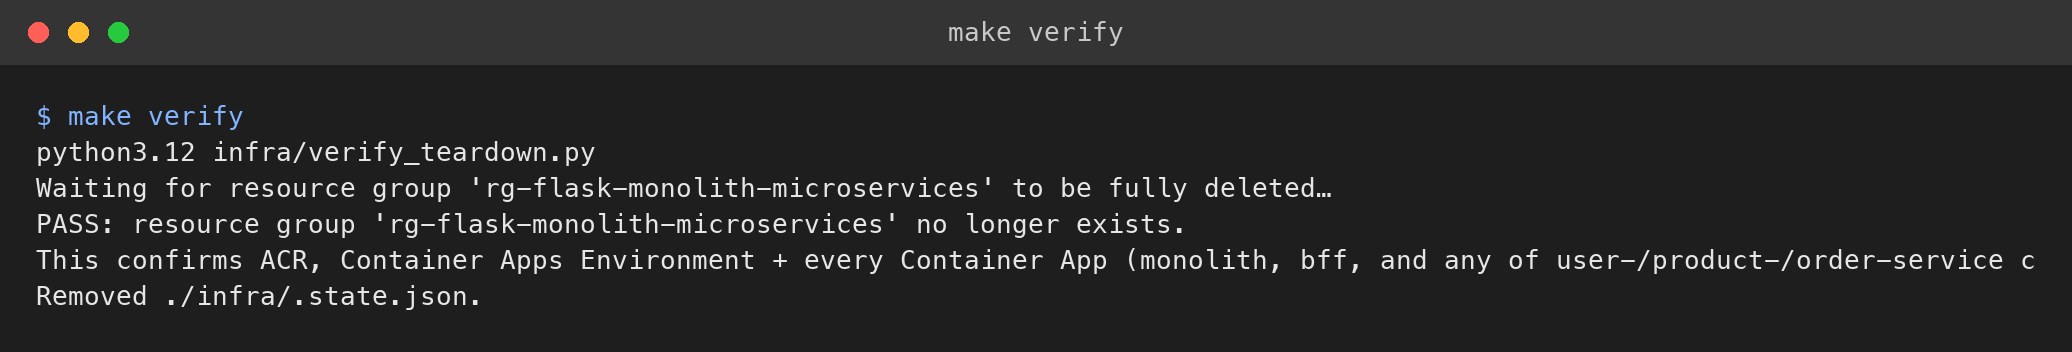 make verify
$ make verify
python3.12 infra/verify_teardown.py
Waiting for resource group 'rg-flask-monolith-microservices' to be fully deleted…
PASS: resource group 'rg-flask-monolith-microservices' no longer exists.
This confirms ACR, Container Apps Environment + every Container App (monolith, bff, and any of user-/product-/order-service c
Removed ./infra/.state.json.